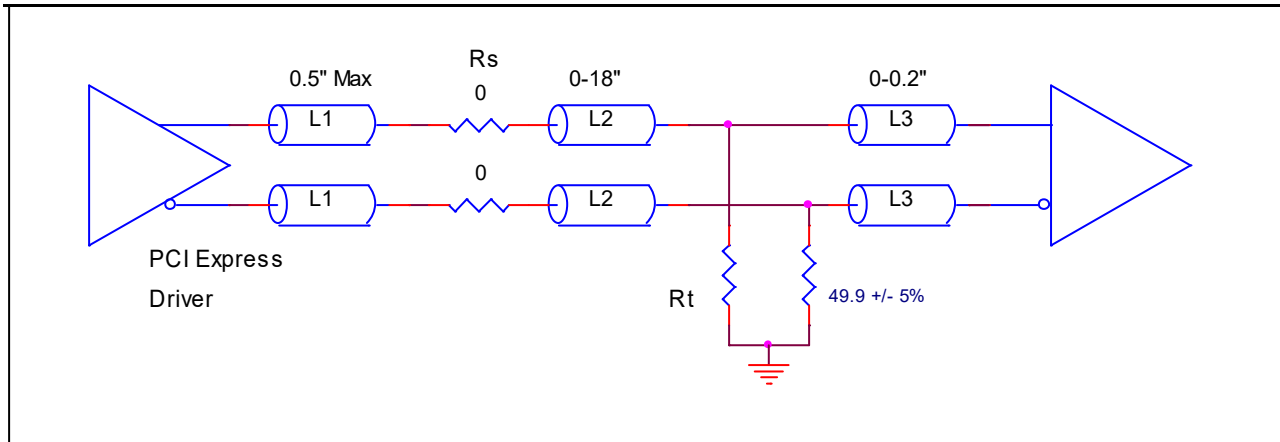 Rs
0.5" Max
0
0-18"
0-0.2"
L1
L2
L3
0
L1
L2
L3
PCI Express
Driver
Rt
49.9 +/- 5%